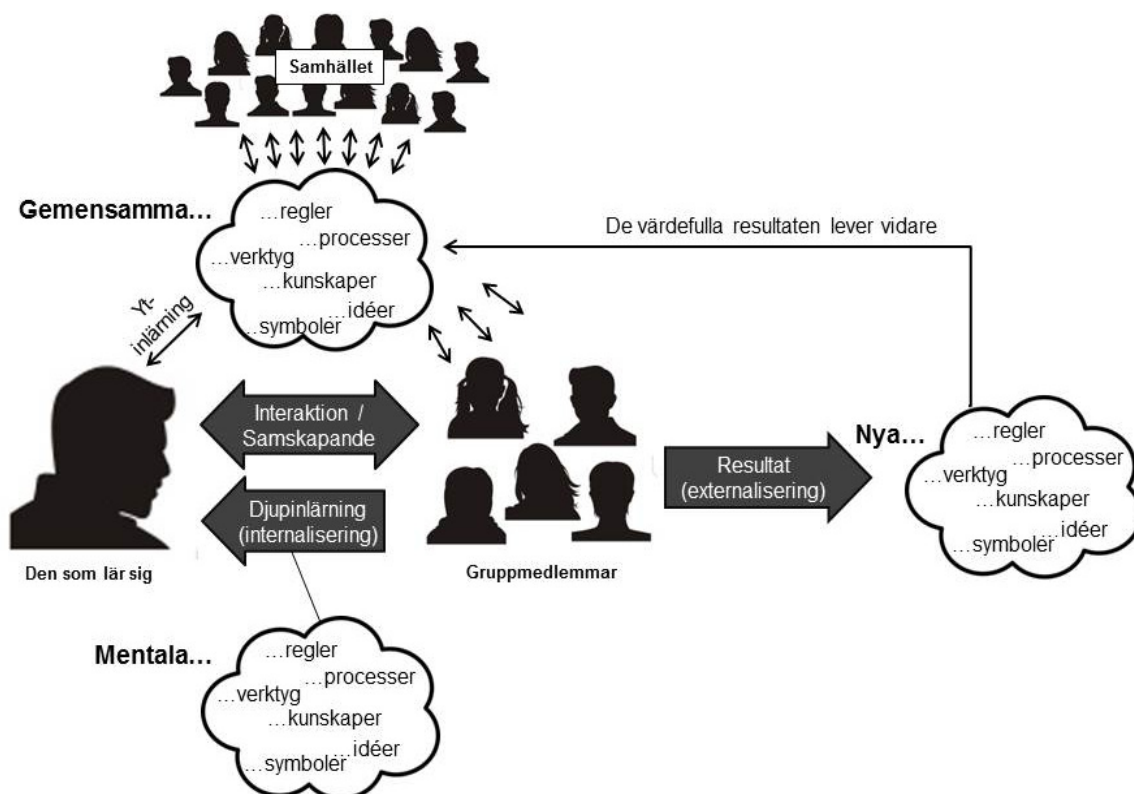 Samhället
Gemensamma…
…regler
…processer
…verktyg
…kunskaper
…idéer
…symboler
De värdefulla resultaten lever vidare
Yt-
inlärning
Interaktion /
Samskapande
Djupinlärning
(internalisering)
Den som lär sig
Gruppmedlemmar
Resultat
(externalisering)
Nya…
…regler
…processer
…verktyg
…kunskaper
…idéer
…symboler
Mentala…
…regler
…processer
…verktyg
…kunskaper
…idéer
…symboler